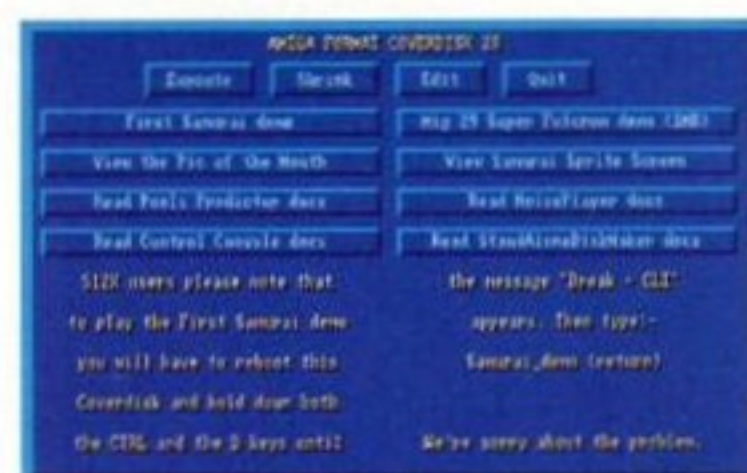 AMIGA FORMAT COVERDISK 28
Execute Shrink Edit Quit
First Samurai demo
Mig 29 Super Fulcrum demo (1MB)
View the Pic of the Month
View Samurai Sprite Screen
Read Pools Predictor docs
Read NoisePlayer docs
Read Control Console docs
Read StandAloneDiskMaker docs
512K users please note that
to play the First Samurai demo
you will have to reboot this
Coverdisk and hold down both
the CTRL and the D keys until
the message "Break - CLI"
appears. Then type:-
Samurai_demo (return)
We're sorry about the problem.